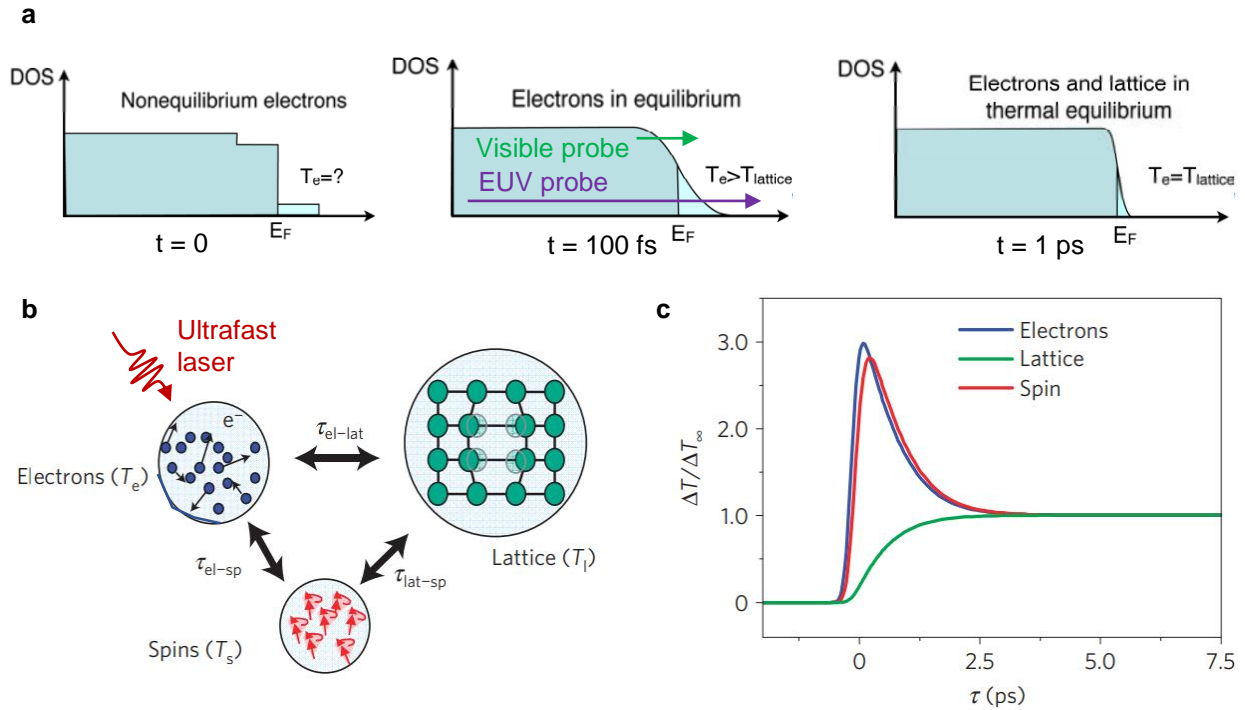 a
DOS
Nonequilibrium electrons
Te=?
EF
t = 0
DOS
Electrons in equilibrium
Visible probe
EUV probe
Te>Tlattice
EF
t = 100 fs
DOS
Electrons and lattice in
thermal equilibrium
Te=Tlattice
EF
t = 1 ps
b
Ultrafast
laser
e−
Electrons (Te)
τel–lat
Lattice (Tl)
τel–sp
τlat–sp
Spins (Ts)
c
Electrons
Lattice
Spin
ΔT/ΔT∞
3.0
2.0
1.0
0
0
2.5
5.0
7.5
τ (ps)